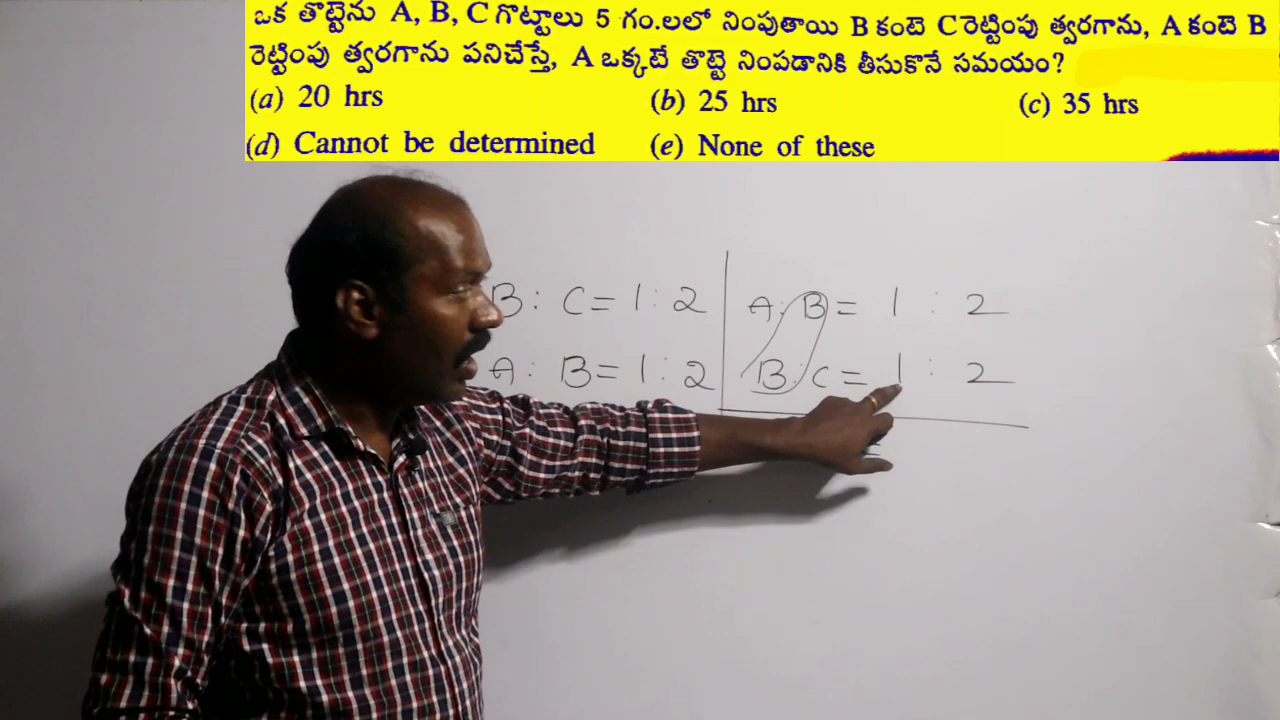 ఒక తొట్టెను A, B, C గొట్టాలు 5 గం.లలో నింపుతాయి B కంటె C రెట్టింపు త్వరగాను, A కంటె B
రెట్టింపు త్వరగాను పనిచేస్తే, A ఒక్కటే తొట్టె నింపడానికి తీసుకొనే సమయం?
(a) 20 hrs (b) 25 hrs (c) 35 hrs
(d) Cannot be determined (e) None of these
B : C = 1 : 2
A : B = 1 : 2
A : B = 1 : 2
B : C = 1 : 2